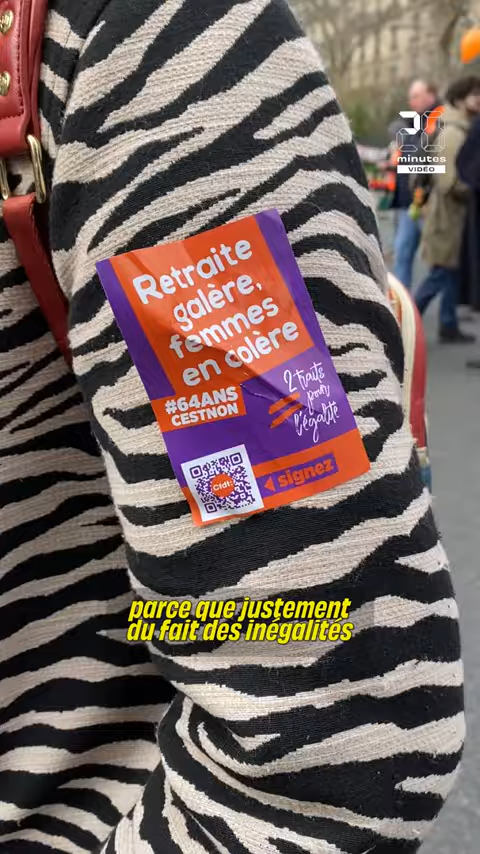 20
minutes
VIDÉO
Retraite
galère,
femmes
en colère
#64ANS
CESTNON
2 traits
pour
l'égalité
Cfdt:
signez
parce que justement
du fait des inégalités